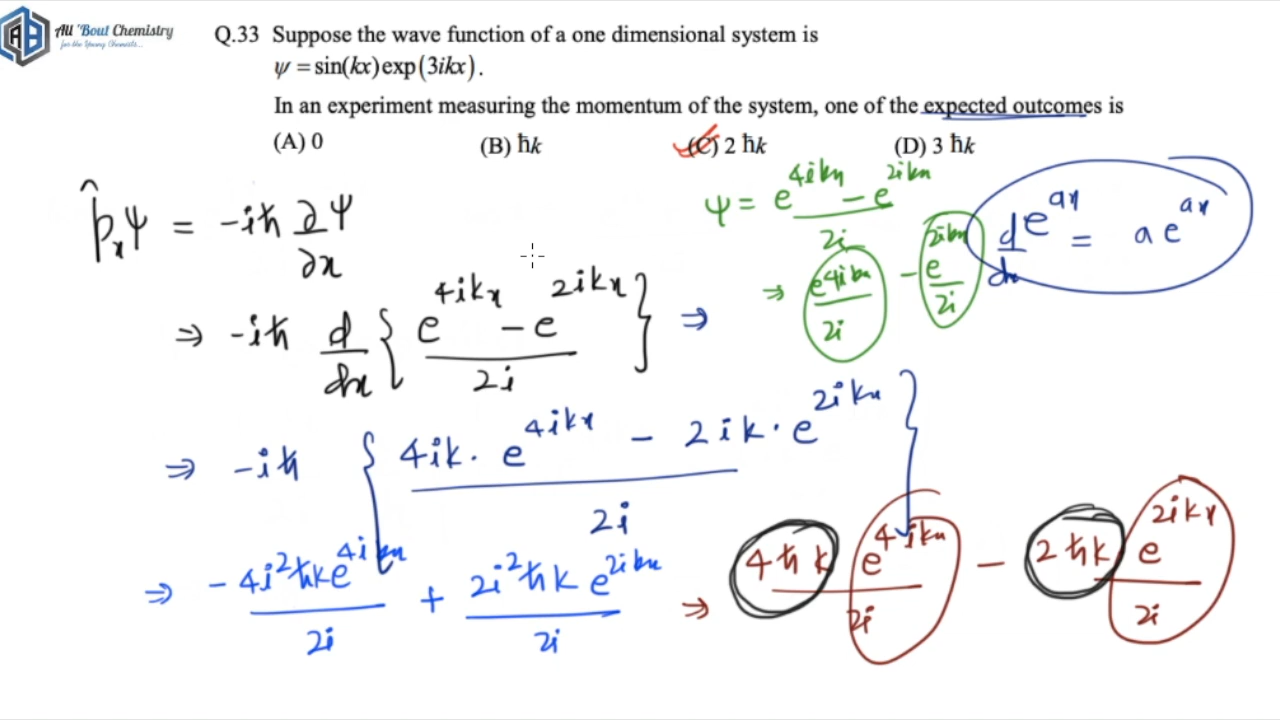 All 'Bout Chemistry
for the Young Chemists...
Q.33 Suppose the wave function of a one dimensional system is
ψ = sin(kx)exp(3ikx).
In an experiment measuring the momentum of the system, one of the expected outcomes is
(A) 0 (B) ħk (C) 2 ħk (D) 3 ħk
p̂ₓψ = -iħ ∂ψ/∂x
⇒ -iħ d/dx { (e^{4ikx} - e^{2ikx})/2i } ⇒
ψ = (e^{4ikx} - e^{2ikx})/2i
⇒ e^{4ikx}/2i - e^{2ikx}/2i
d/dx e^{ax} = a e^{ax}
⇒ -iħ { (4ik · e^{4ikx} - 2ik · e^{2ikx})/2i }
⇒ -4i²ħke^{4ikx}/2i + 2i²ħk e^{2ikx}/2i
⇒ 4ħk e^{4ikx}/2i - 2ħk e^{2ikx}/2i